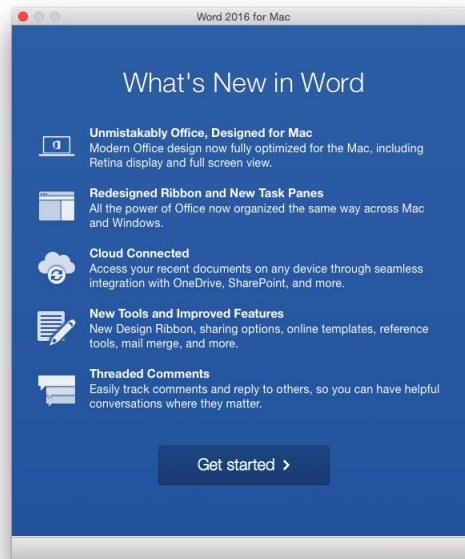 Word 2016 for Mac
What's New in Word
Unmistakably Office, Designed for Mac
Modern Office design now fully optimized for the Mac, including
Retina display and full screen view.
Redesigned Ribbon and New Task Panes
All the power of Office now organized the same way across Mac
and Windows.
Cloud Connected
Access your recent documents on any device through seamless
integration with OneDrive, SharePoint, and more.
New Tools and Improved Features
New Design Ribbon, sharing options, online templates, reference
tools, mail merge, and more.
Threaded Comments
Easily track comments and reply to others, so you can have helpful
conversations where they matter.
Get started >